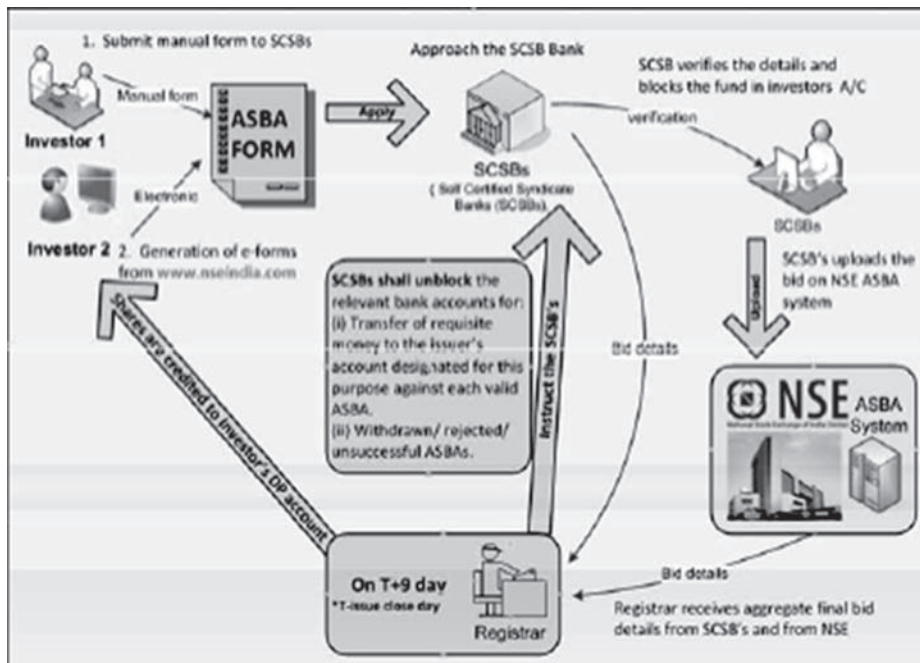 1. Submit manual form to SCSBs
Manual form
Investor 1
Electronic
Investor 2
2. Generation of e-forms
from www.nseindia.com
ASBA
FORM
Apply
Approach the SCSB Bank
SCSBs
( Self Certified Syndicate
Banks (SCSBs).
SCSB verifies the details and
blocks the fund in investors A/C
verification
SCSBs
Upload
SCSB's uploads the
bid on NSE ASBA
system
SCSBs shall unblock the
relevant bank accounts for:
(i) Transfer of requisite
money to the issuer's
account designated for this
purpose against each valid
ASBA.
(ii) Withdrawn/ rejected/
unsuccessful ASBAs.
Instruct the SCSB's
Bid details
NSE
National Stock Exchange of India Limited
ASBA
System
Shares are credited to investor's DP account
On T+9 day
*T-issue close day
Registrar
Bid details
Registrar receives aggregate final bid
details from SCSB's and from NSE